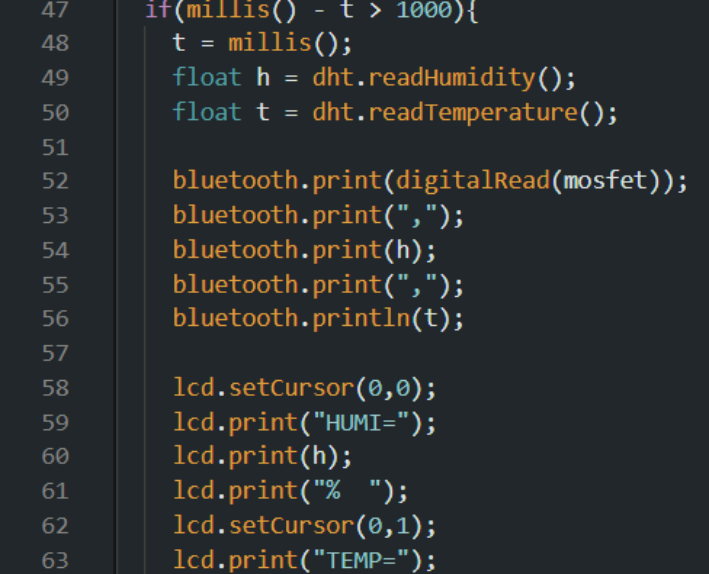 47 if(millis() - t > 1000){
48 t = millis();
49 float h = dht.readHumidity();
50 float t = dht.readTemperature();
51
52 bluetooth.print(digitalRead(mosfet));
53 bluetooth.print(",");
54 bluetooth.print(h);
55 bluetooth.print(",");
56 bluetooth.println(t);
57
58 lcd.setCursor(0,0);
59 lcd.print("HUMI=");
60 lcd.print(h);
61 lcd.print("%  ");
62 lcd.setCursor(0,1);
63 lcd.print("TEMP=");